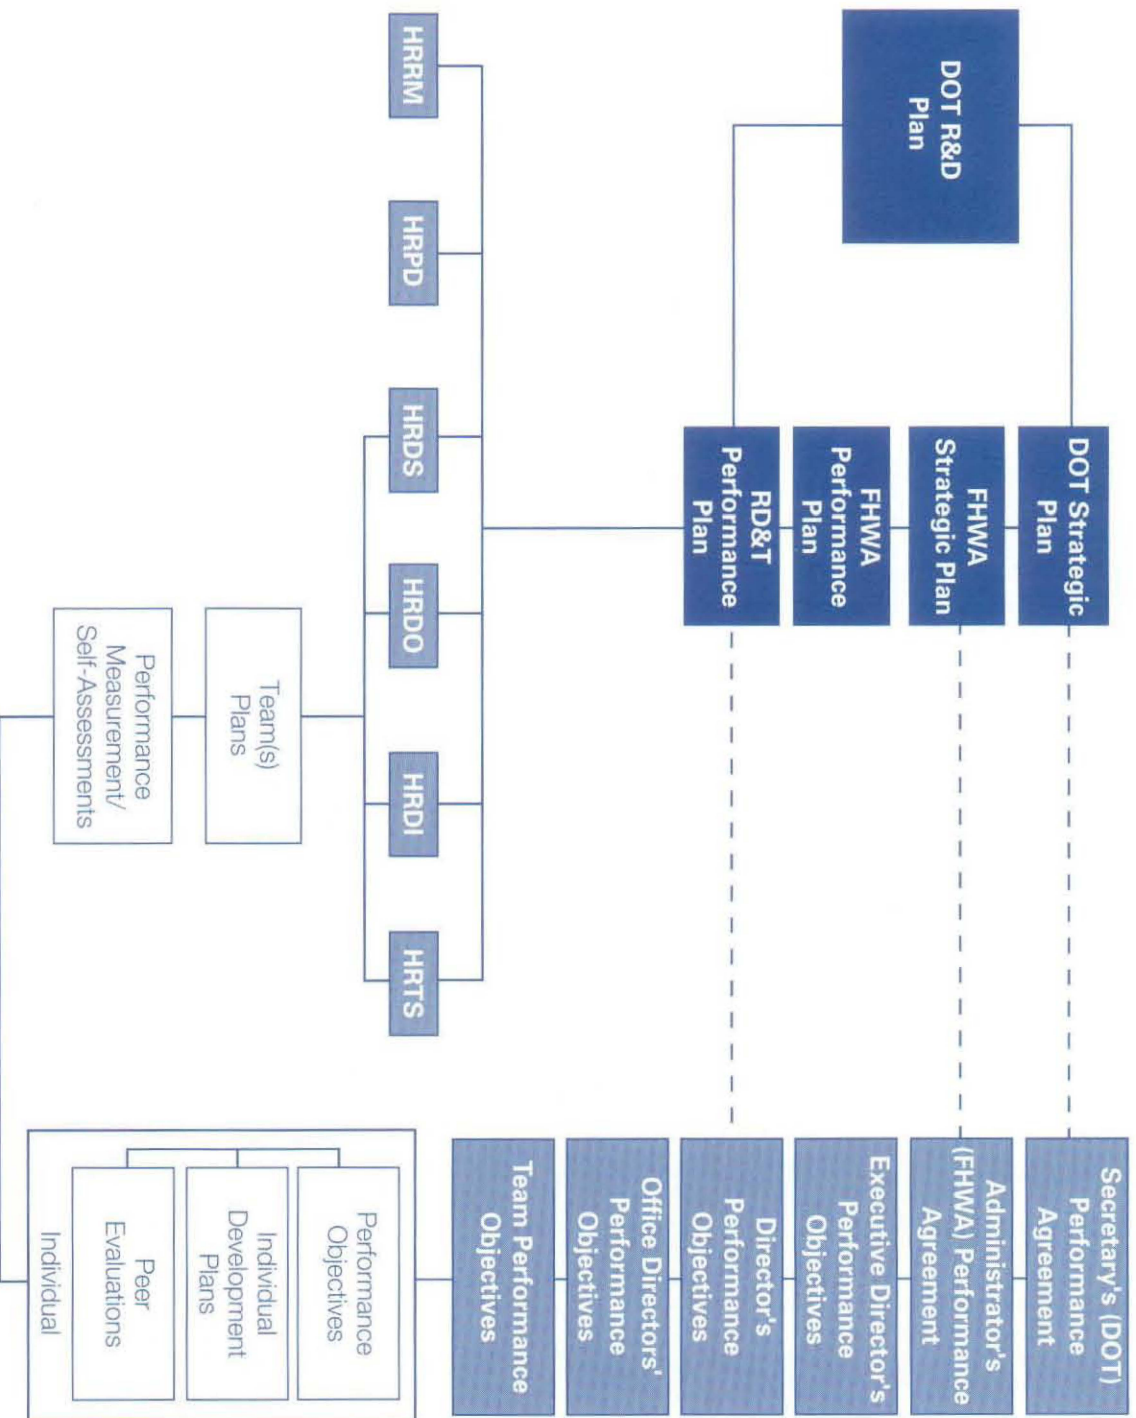 DOT R&D
Plan
DOT Strategic
Plan
FHWA
Strategic Plan
FHWA
Performance
Plan
RD&T
Performance
Plan
HRRM
HRPD
HRDS
HRDO
HRDI
HRTS
Team(s)
Plans
Performance
Measurement/
Self-Assessments
Secretary's (DOT)
Performance
Agreement
Administrator's
(FHWA) Performance
Agreement
Executive Director's
Performance
Objectives
Director's
Performance
Objectives
Office Directors'
Performance
Objectives
Team Performance
Objectives
Performance
Objectives
Individual
Development
Plans
Peer
Evaluations
Individual